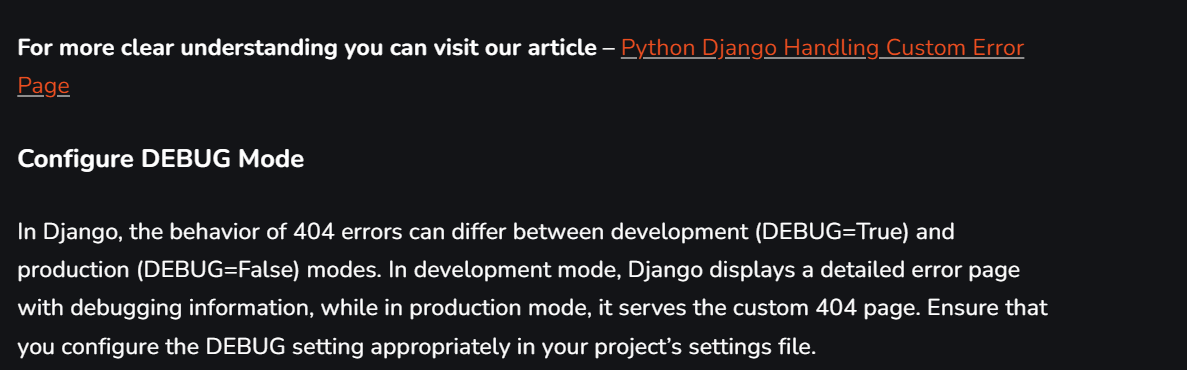 For more clear understanding you can visit our article – Python Django Handling Custom Error
Page
Configure DEBUG Mode
In Django, the behavior of 404 errors can differ between development (DEBUG=True) and
production (DEBUG=False) modes. In development mode, Django displays a detailed error page
with debugging information, while in production mode, it serves the custom 404 page. Ensure that
you configure the DEBUG setting appropriately in your project’s settings file.